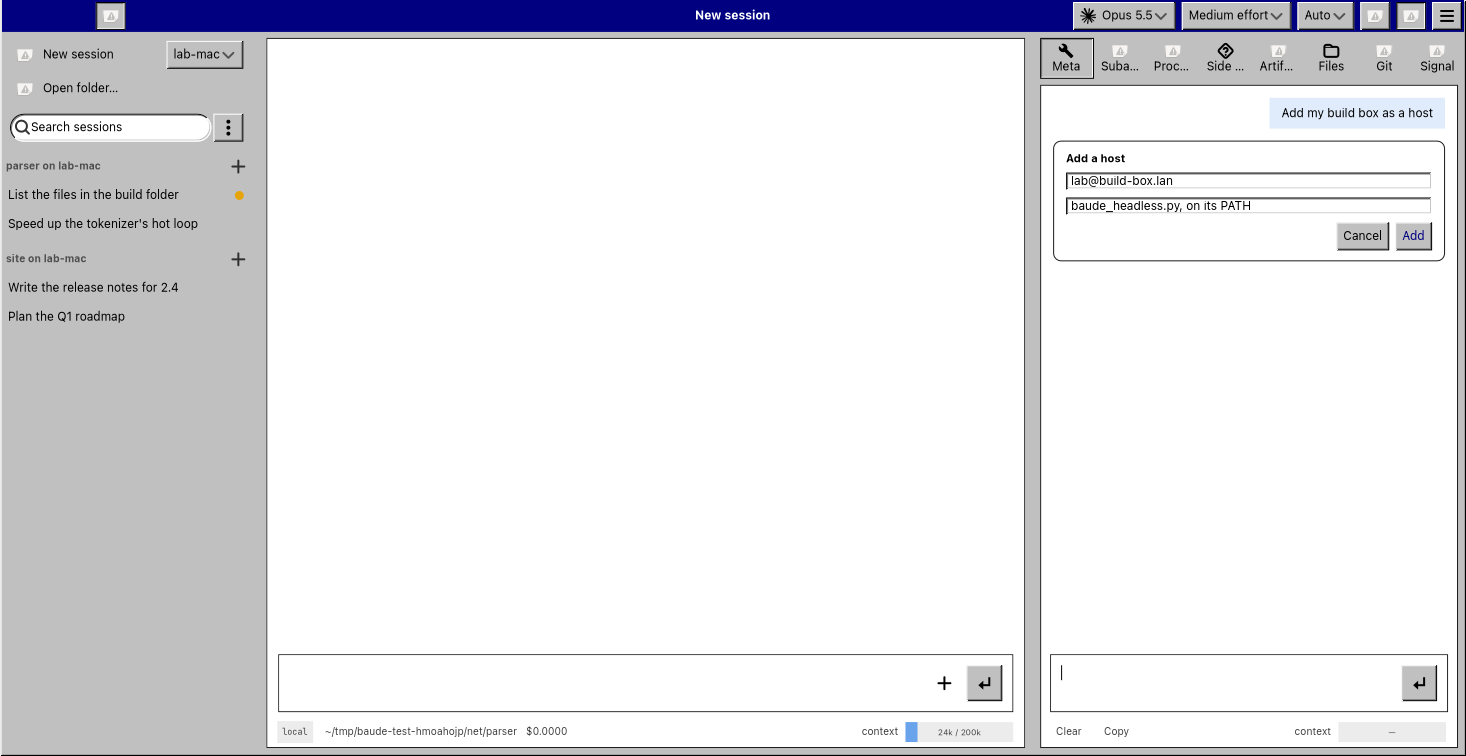 New session
Opus 5.5
Medium effort
Auto
New session
lab-mac
Open folder...
Search sessions
parser on lab-mac
List the files in the build folder
Speed up the tokenizer's hot loop
site on lab-mac
Write the release notes for 2.4
Plan the Q1 roadmap
local
~/tmp/baude-test-hmoahojp/net/parser
$0.0000
context
24k / 200k
Meta
Suba...
Proc...
Side ...
Artif...
Files
Git
Signal
Add my build box as a host
Add a host
lab@build-box.lan
baude_headless.py, on its PATH
Cancel
Add
Clear
Copy
context
–